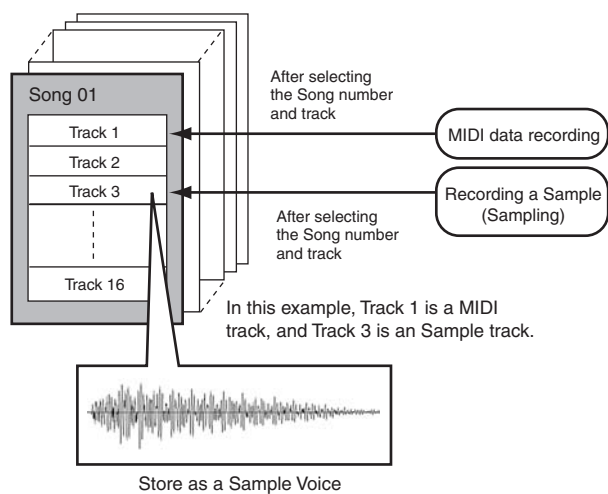 Song 01
Track 1
Track 2
Track 3
Track 16
After selecting
the Song number
and track
MIDI data recording
Recording a Sample
(Sampling)
After selecting
the Song number
and track
In this example, Track 1 is a MIDI
track, and Track 3 is an Sample track.
Store as a Sample Voice